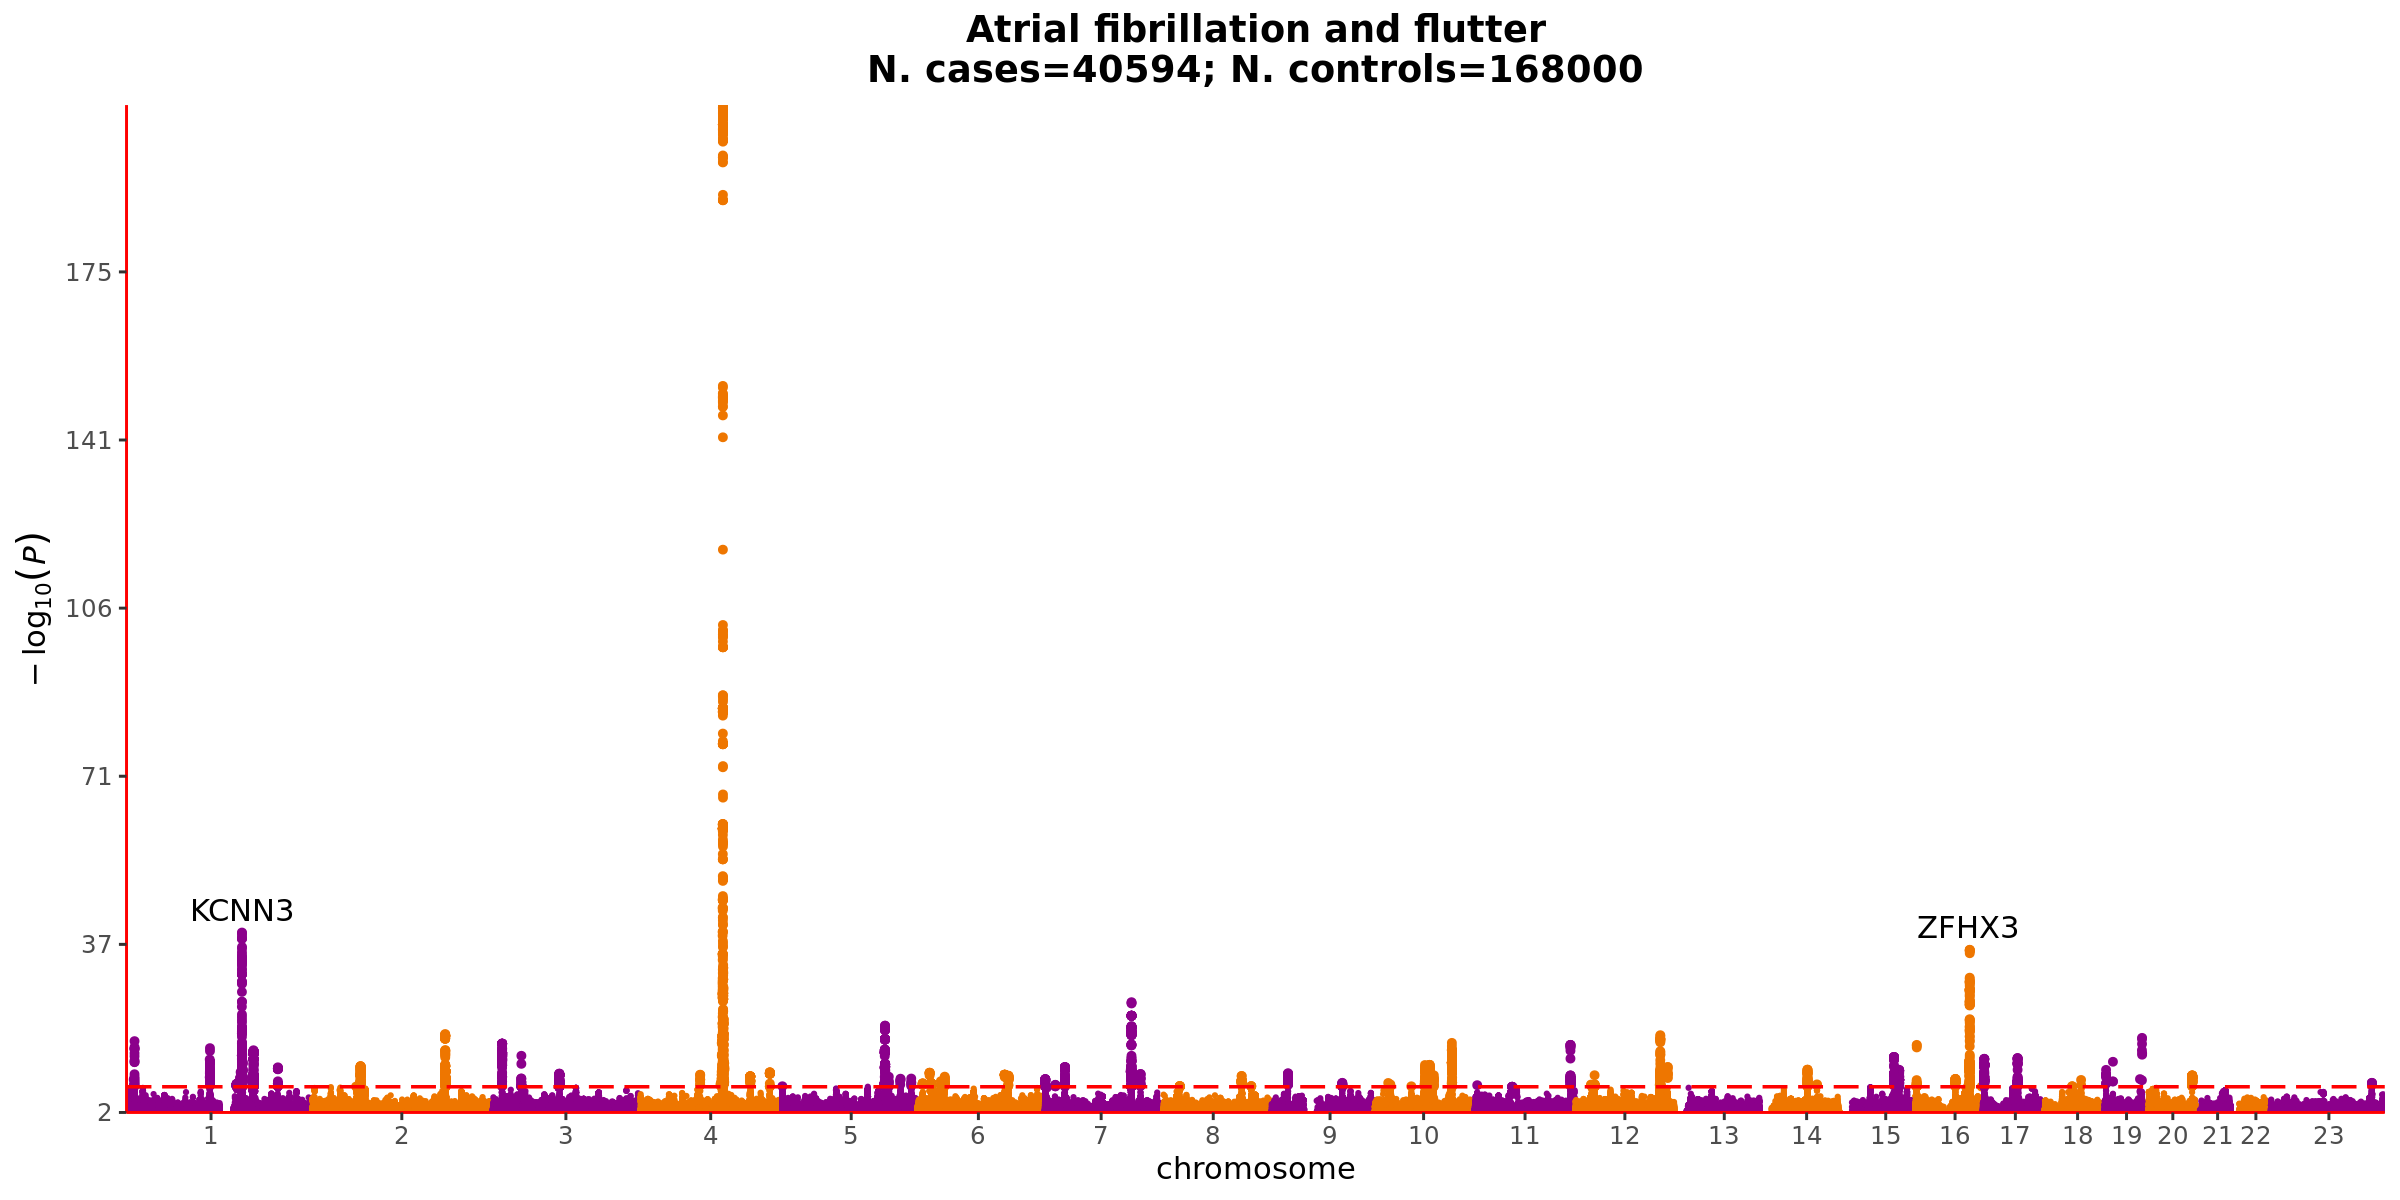 Atrial fibrillation and flutter
N. cases=40594; N. controls=168000
175
141
106
71
37
2
−log10(P)
KCNN3
ZFHX3
1 2 3 4 5 6 7 8 9 10 11 12 13 14 15 16 17 18 19 20 21 22 23
chromosome